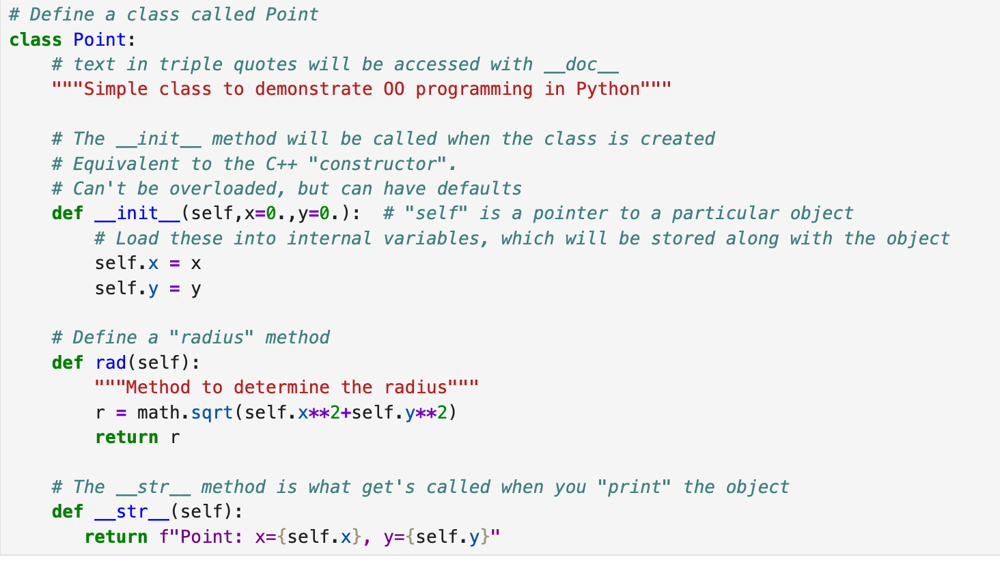 # Define a class called Point
class Point:
    # text in triple quotes will be accessed with __doc__
    """Simple class to demonstrate OO programming in Python"""

    # The __init__ method will be called when the class is created
    # Equivalent to the C++ "constructor".
    # Can't be overloaded, but can have defaults
    def __init__(self,x=0.,y=0.):  # "self" is a pointer to a particular object
        # Load these into internal variables, which will be stored along with the object
        self.x = x
        self.y = y

    # Define a "radius" method
    def rad(self):
        """Method to determine the radius"""
        r = math.sqrt(self.x**2+self.y**2)
        return r

    # The __str__ method is what get's called when you "print" the object
    def __str__(self):
       return f"Point: x={self.x}, y={self.y}"